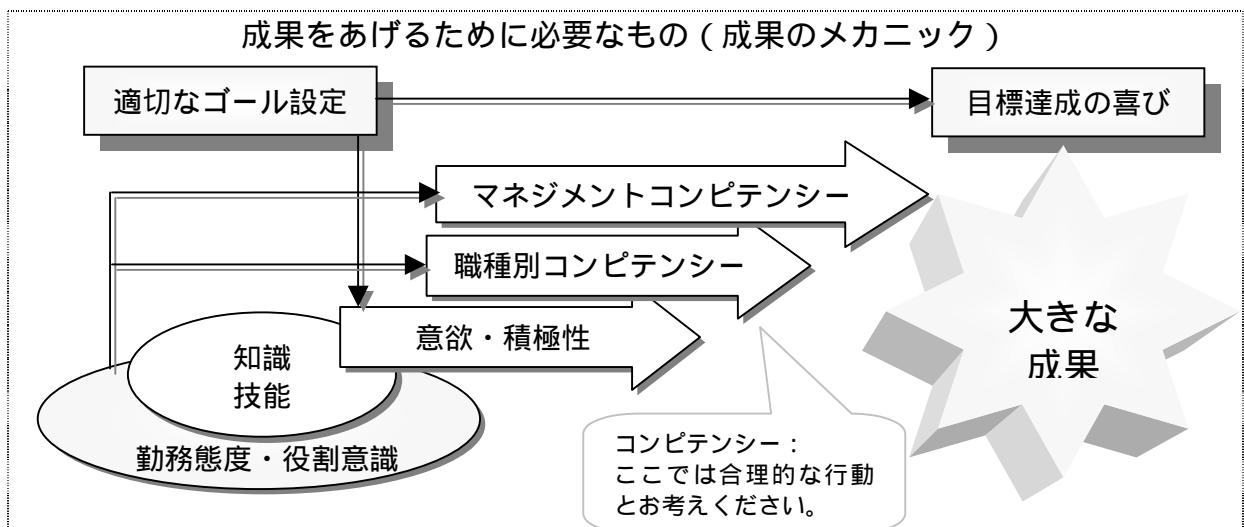 成果をあげるために必要なもの（成果のメカニック）
適切なゴール設定
目標達成の喜び
マネジメントコンピテンシー
職種別コンピテンシー
意欲・積極性
知識
技能
勤務態度・役割意識
大きな
成果
コンピテンシー：
ここでは合理的な行動
とお考えください。